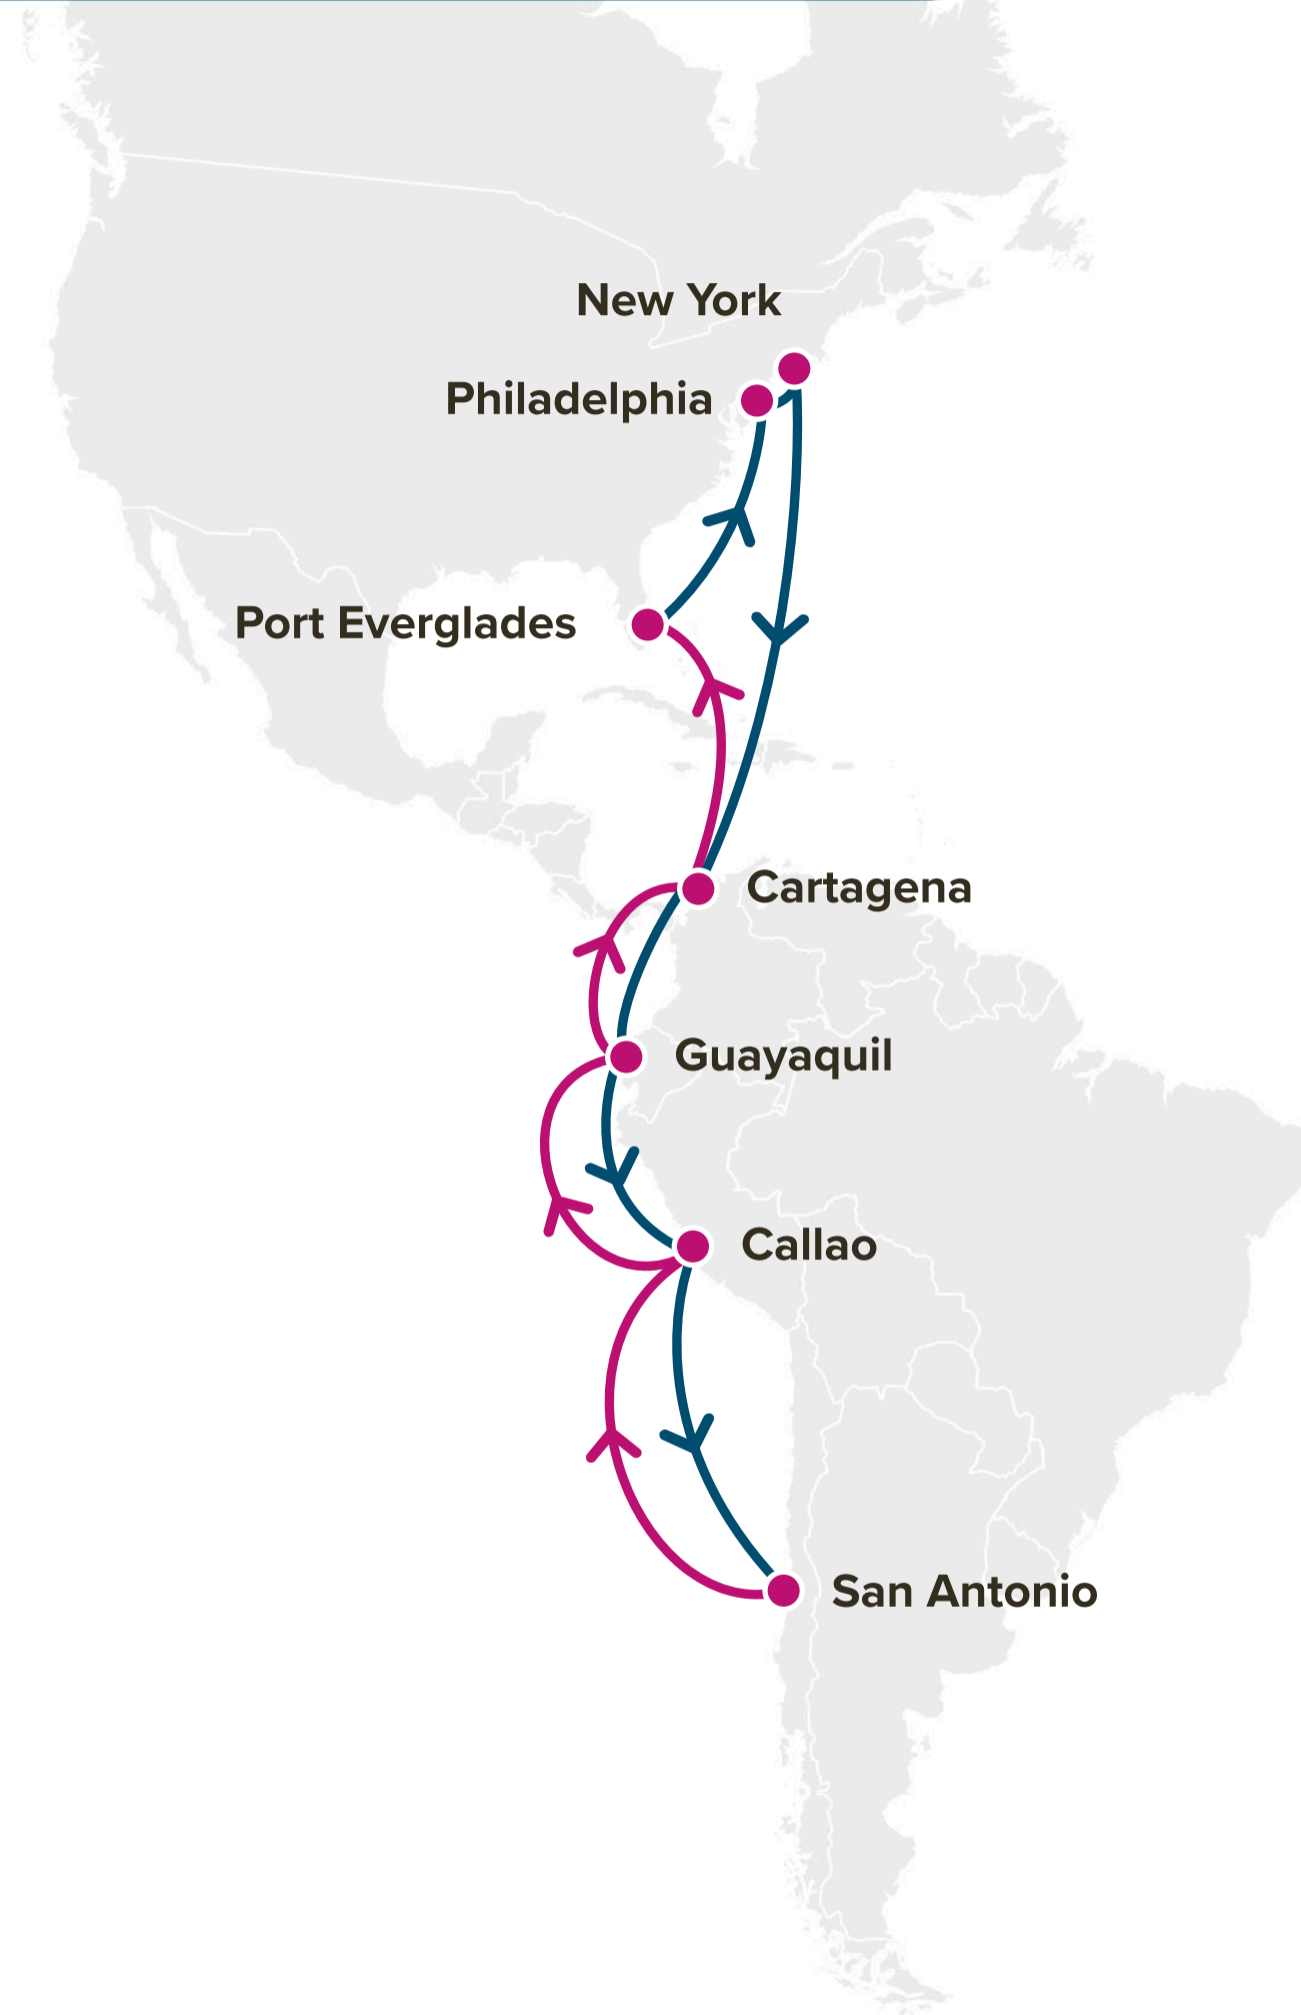 New York
Philadelphia
Port Everglades
Cartagena
Guayaquil
Callao
San Antonio